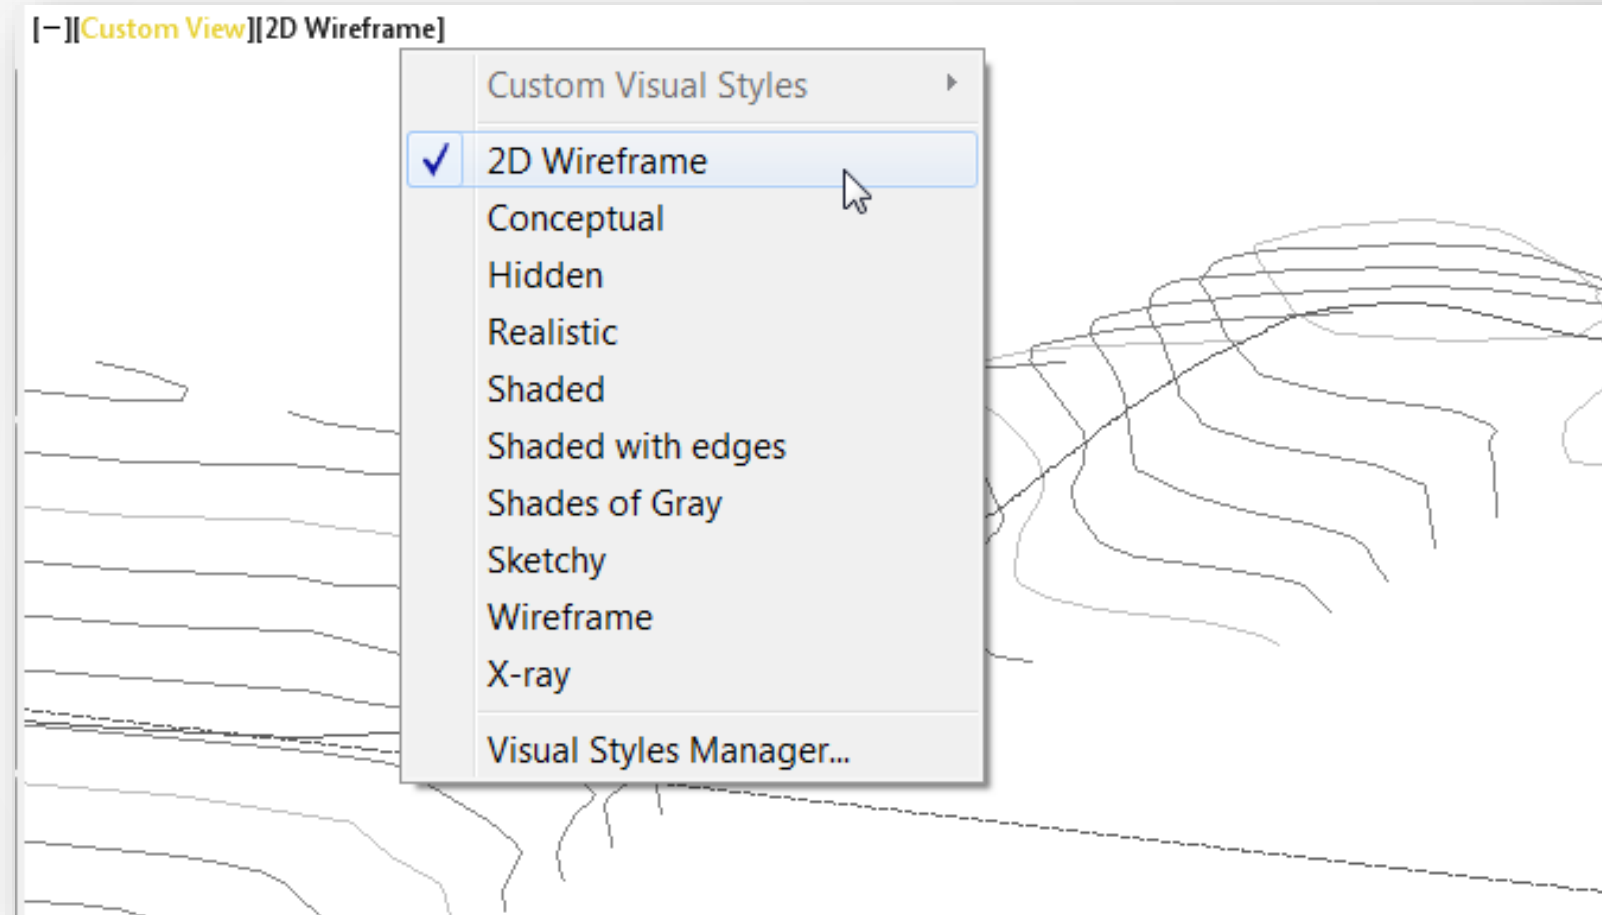 [−][Custom View][2D Wireframe]
Custom Visual Styles
2D Wireframe
Conceptual
Hidden
Realistic
Shaded
Shaded with edges
Shades of Gray
Sketchy
Wireframe
X-ray
Visual Styles Manager...